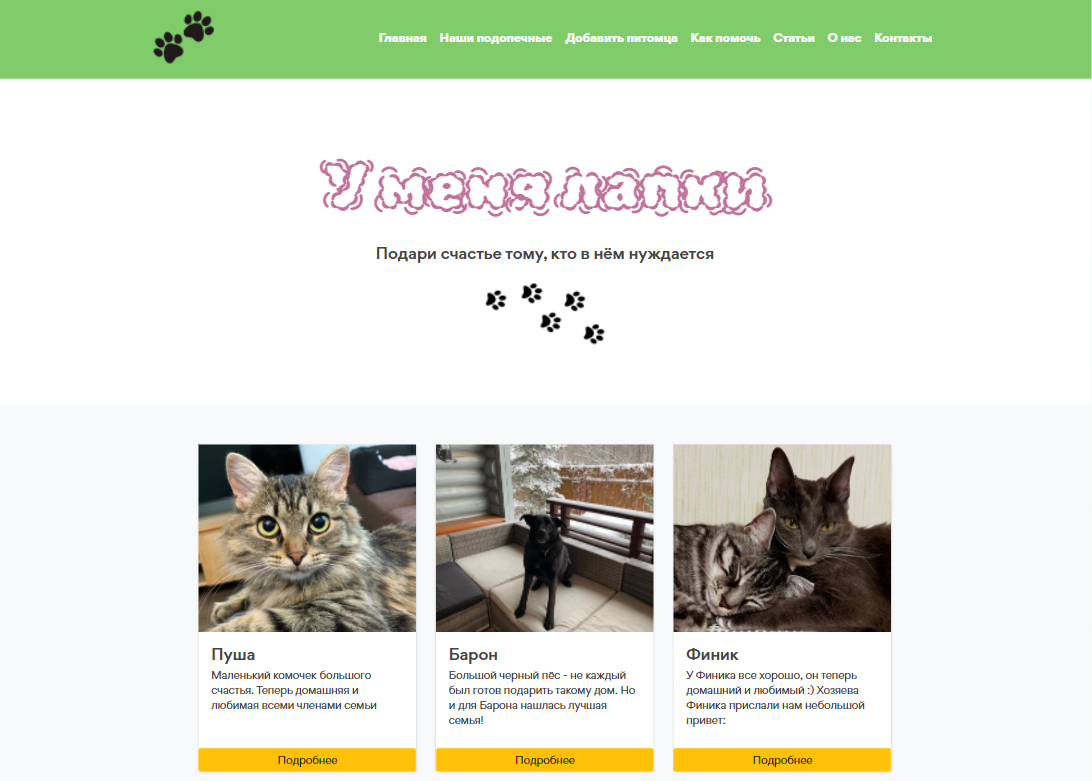 Главная Наши подопечные Добавить питомца Как помочь Статьи О нас Контакты
У меня лапки
Подари счастье тому, кто в нём нуждается
Пуша
Маленький комочек большого
счастья. Теперь домашняя и
любимая всеми членами семьи
Подробнее
Барон
Большой черный пёс - не каждый
был готов подарить такому дом. Но
и для Барона нашлась лучшая
семья!
Подробнее
Финик
У Финика все хорошо, он теперь
домашний и любимый :) Хозяева
Финика прислали нам небольшой
привет:
Подробнее